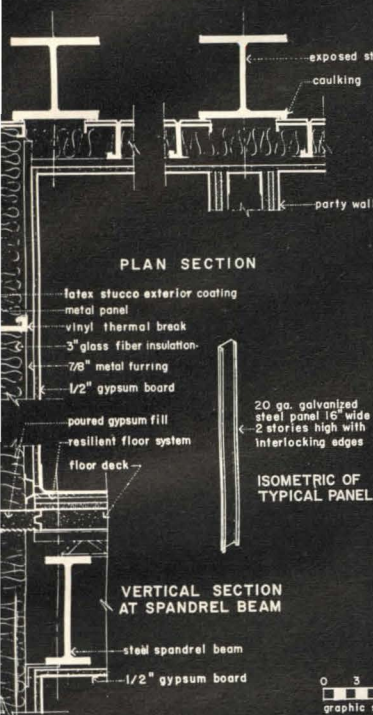 exposed st
caulking
party wal
PLAN SECTION
latex stucco exterior coating
metal panel
vinyl thermal break
3" glass fiber insulation
7/8" metal furring
1/2" gypsum board
poured gypsum fill
resilient floor system
floor deck
20 ga. galvanized
steel panel 16" wide
2 stories high with
interlocking edges
ISOMETRIC OF
TYPICAL PANEL
VERTICAL SECTION
AT SPANDREL BEAM
steel spandrel beam
1/2" gypsum board
0 3
graphic s